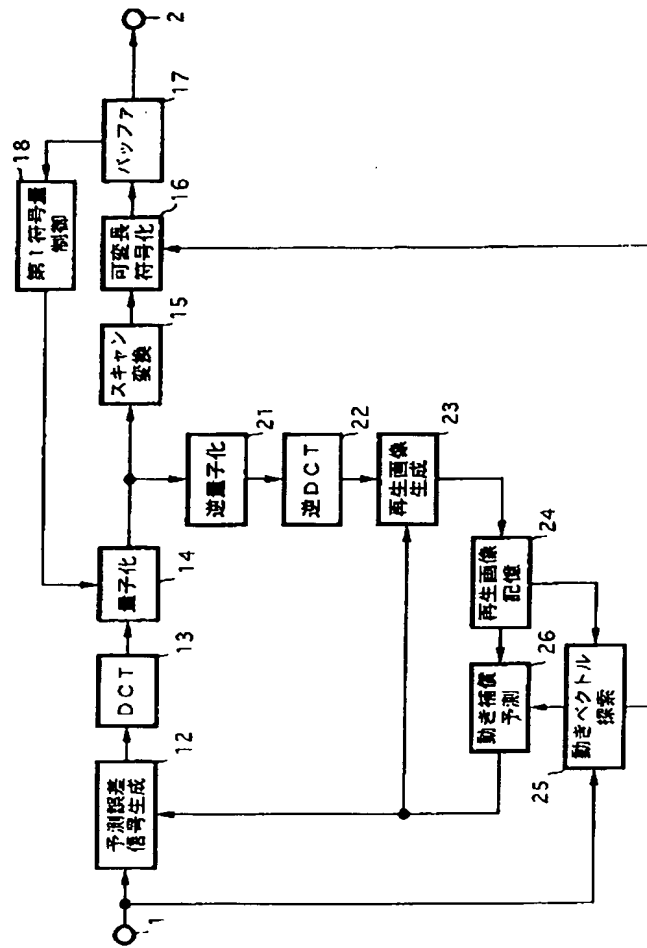 1
予測誤差
信号生成
12
DCT
13
量子化
14
スキャン
変換
15
可変長
符号化
16
バッファ
17
2
第1符号量
制御
18
逆量子化
21
逆DCT
22
再生画像
生成
23
再生画像
記憶
24
動き補償
予測
26
動きベクトル
探索
25